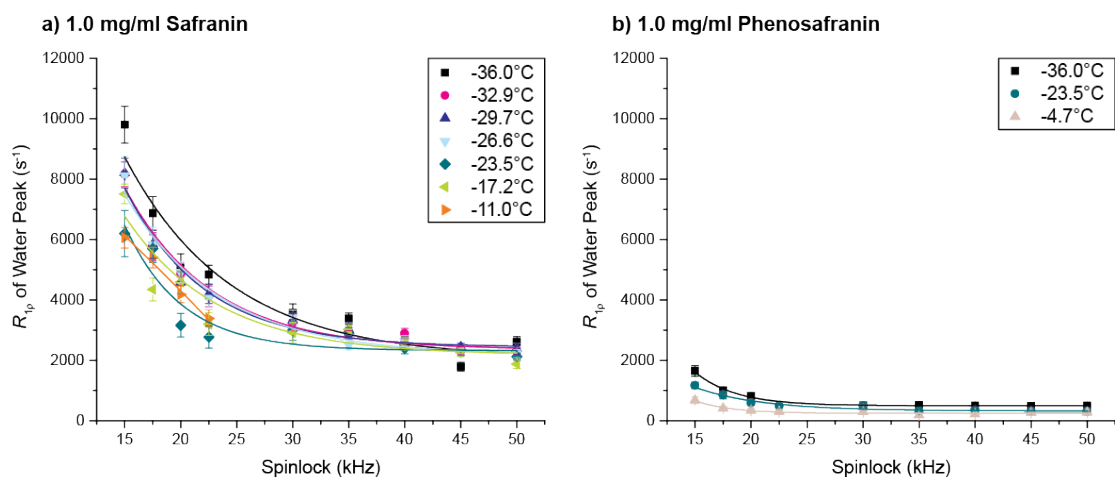 a) 1.0 mg/ml Safranin
R1ρ of Water Peak (s-1)
12000
10000
8000
6000
4000
2000
0
15 20 25 30 35 40 45 50
Spinlock (kHz)
-36.0°C
-32.9°C
-29.7°C
-26.6°C
-23.5°C
-17.2°C
-11.0°C
b) 1.0 mg/ml Phenosafranin
R1ρ of Water Peak (s-1)
12000
10000
8000
6000
4000
2000
0
15 20 25 30 35 40 45 50
Spinlock (kHz)
-36.0°C
-23.5°C
-4.7°C